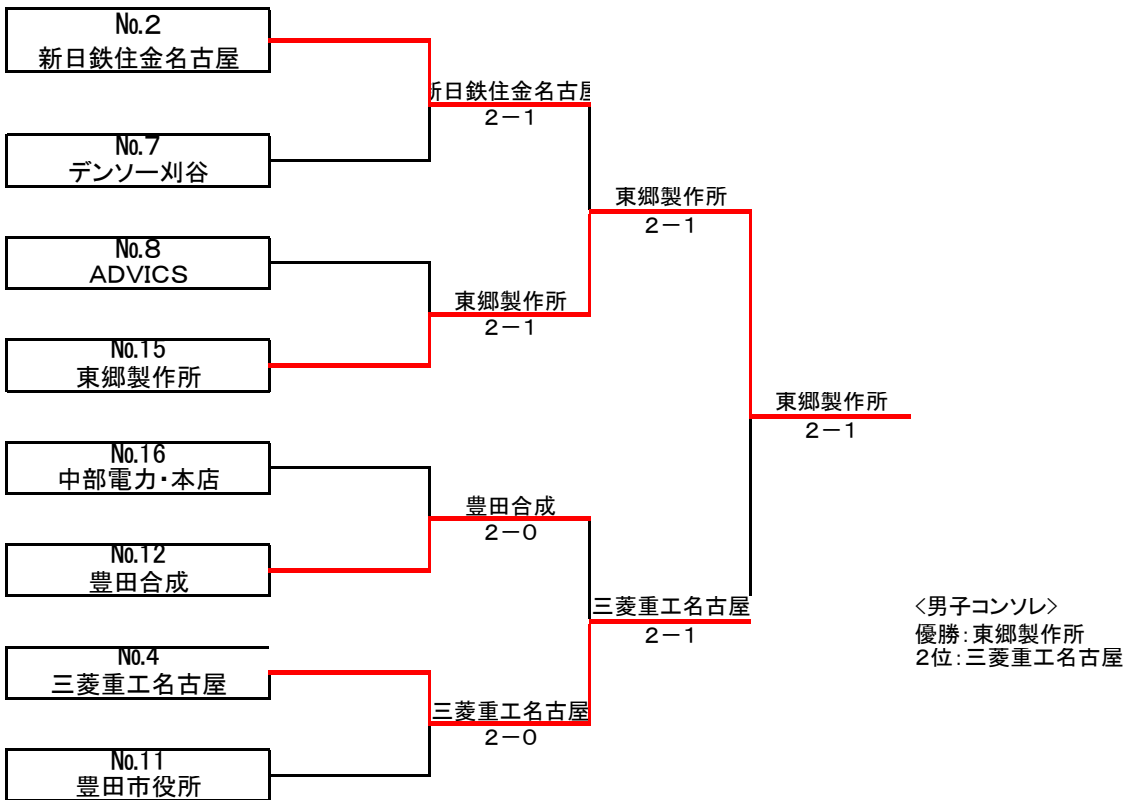 No.2
新日鉄住金名古屋
新日鉄住金名古屋
2-1
No.7
デンソー刈谷
東郷製作所
2-1
No.8
ADVICS
東郷製作所
2-1
No.15
東郷製作所
東郷製作所
2-1
No.16
中部電力・本店
豊田合成
2-0
No.12
豊田合成
三菱重工名古屋
2-1
<男子コンソレ>
優勝:東郷製作所
2位:三菱重工名古屋
No.4
三菱重工名古屋
三菱重工名古屋
2-0
No.11
豊田市役所